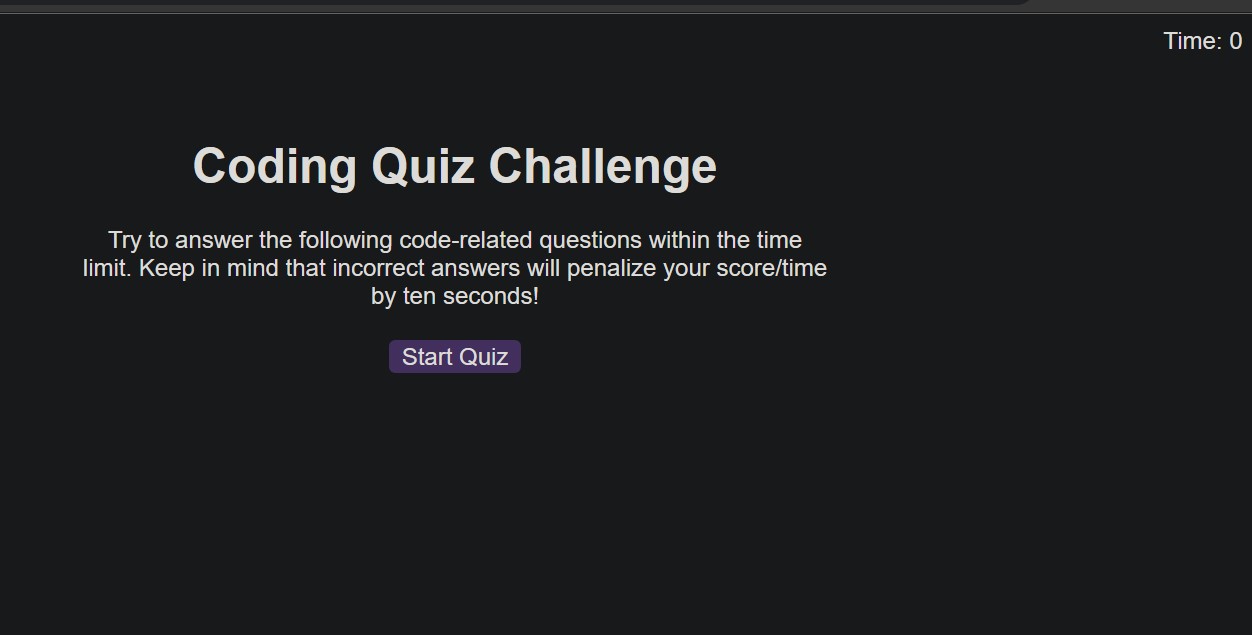 Time: 0
Coding Quiz Challenge
Try to answer the following code-related questions within the time
limit. Keep in mind that incorrect answers will penalize your score/time
by ten seconds!
Start Quiz